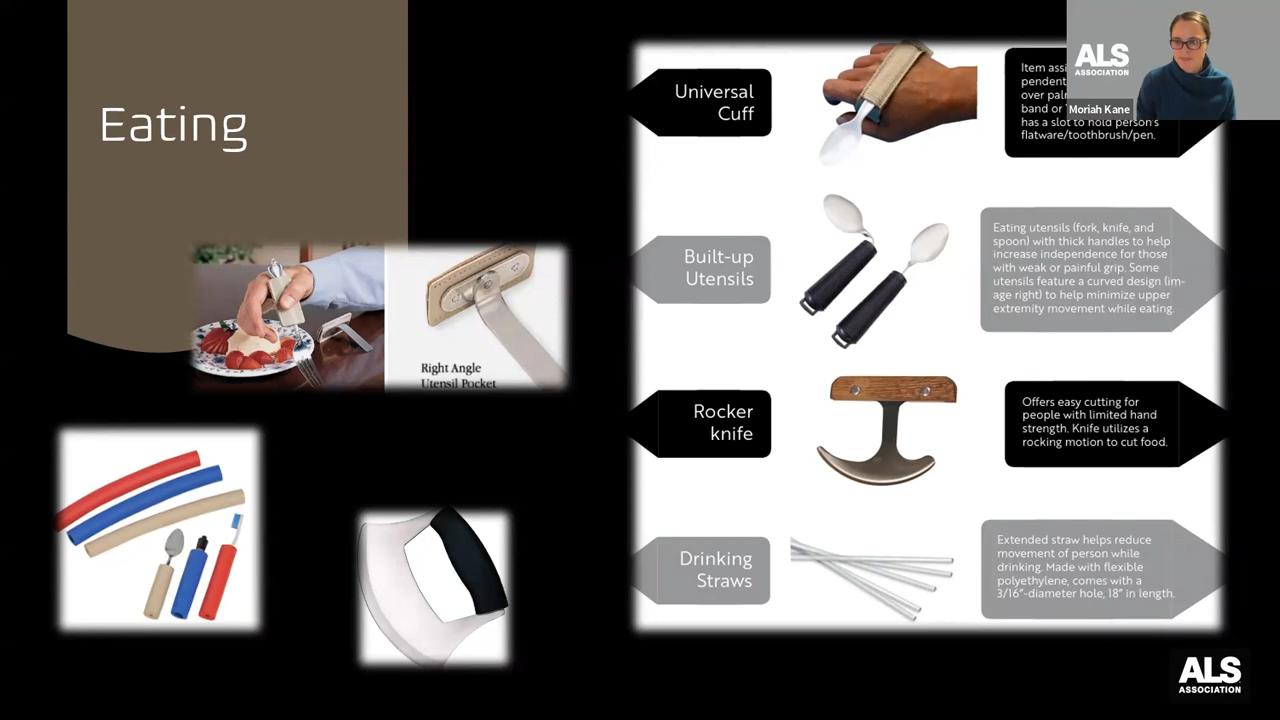 Eating
Right Angle
Utensil Pocket
Universal
Cuff
Item assi
pendent
over pal
band or
has a slot to hold person's
flatware/toothbrush/pen.
Built-up
Utensils
Eating utensils (fork, knife, and
spoon) with thick handles to help
increase independence for those
with weak or painful grip. Some
utensils feature a curved design (im-
age right) to help minimize upper
extremity movement while eating.
Rocker
knife
Offers easy cutting for
people with limited hand
strength. Knife utilizes a
rocking motion to cut food.
Drinking
Straws
Extended straw helps reduce
movement of person while
drinking. Made with flexible
polyethylene, comes with a
3/16"-diameter hole, 18" in length.
ALS
ASSOCIATION
Moriah Kane
ALS
ASSOCIATION